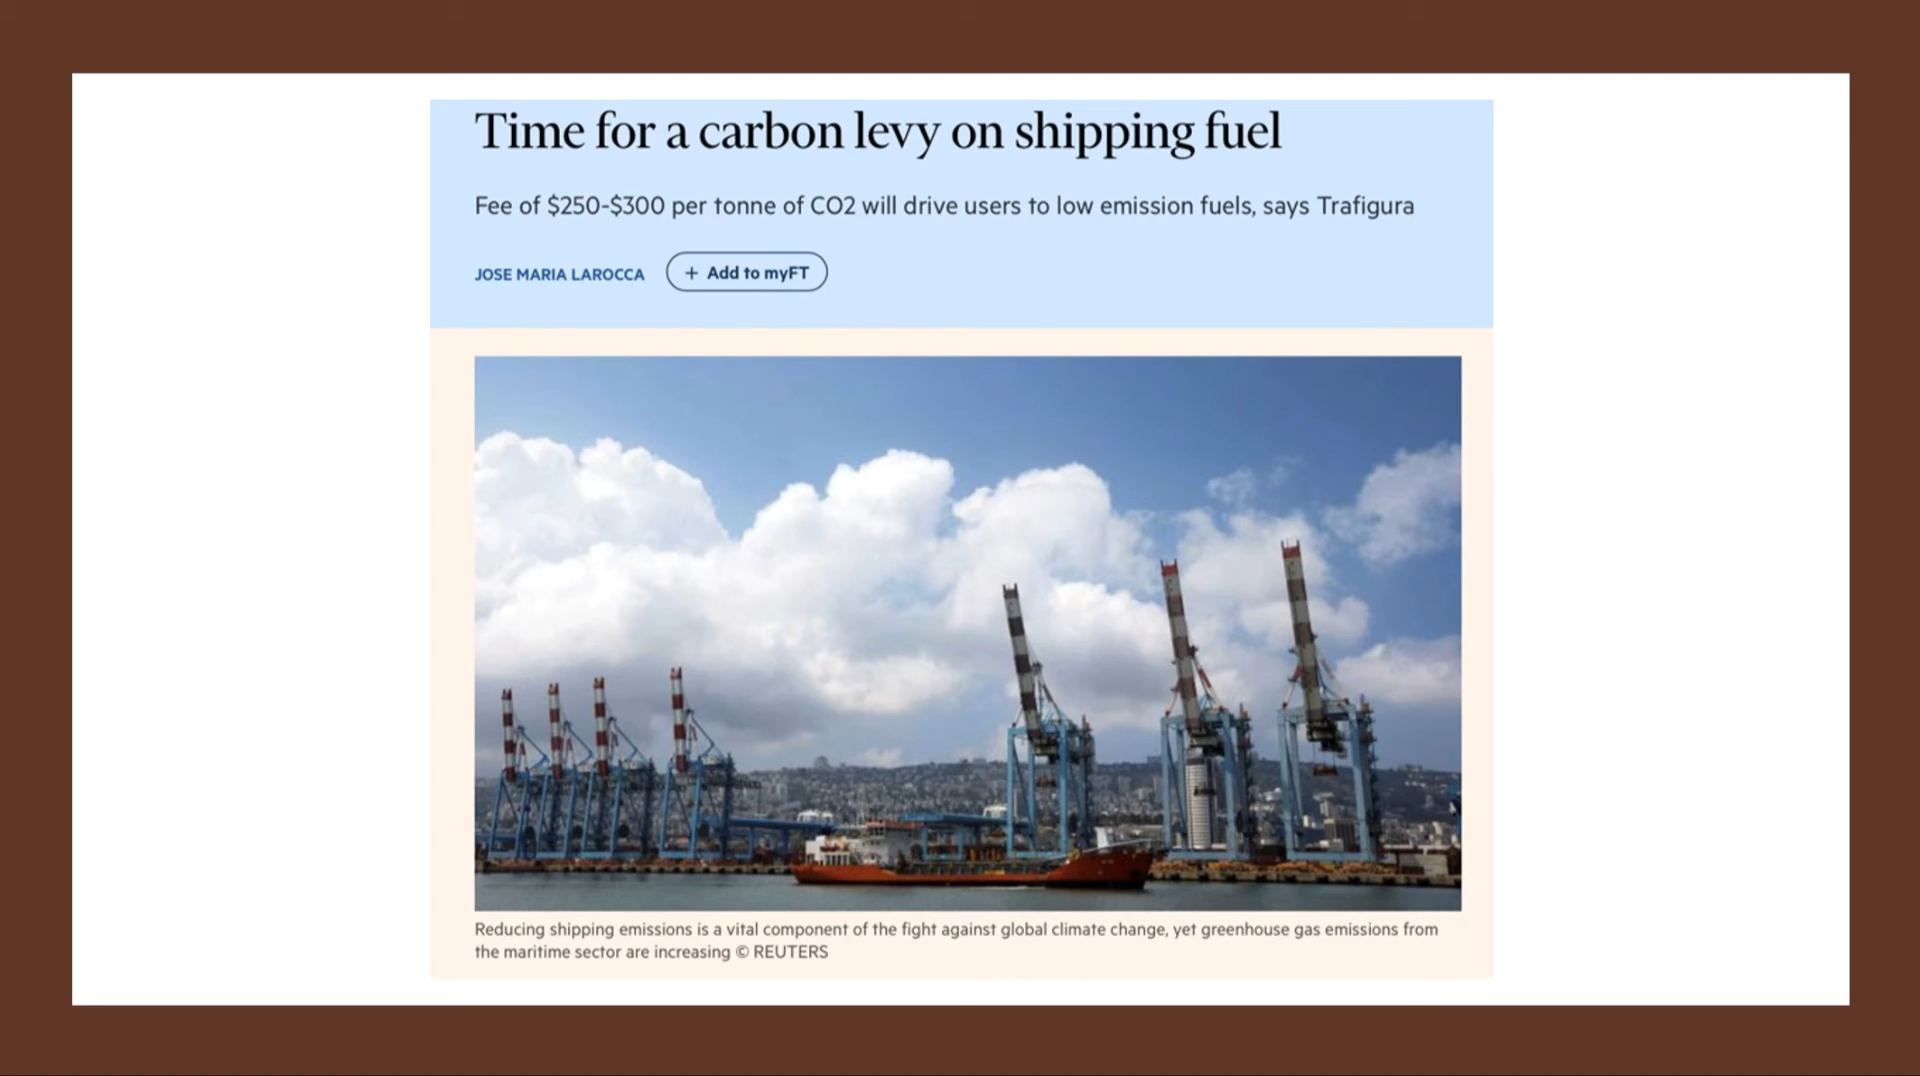 Time for a carbon levy on shipping fuel
Fee of $250-$300 per tonne of CO2 will drive users to low emission fuels, says Trafigura
JOSE MARIA LAROCCA
+ Add to myFT
Reducing shipping emissions is a vital component of the fight against global climate change, yet greenhouse gas emissions from
the maritime sector are increasing © REUTERS